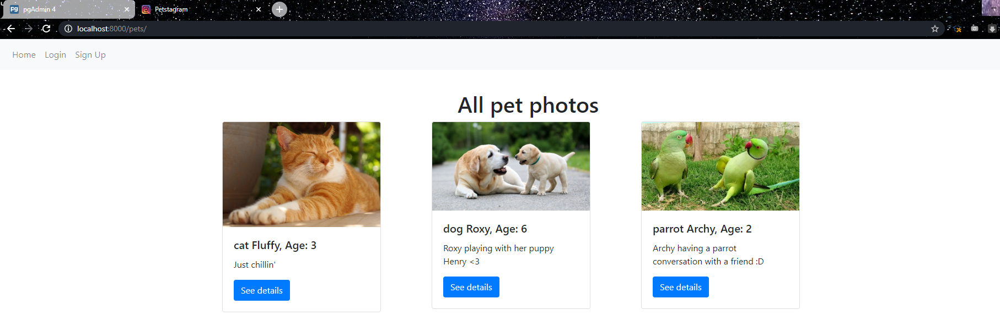 pgAdmin 4
Petstagram
localhost:8000/pets/
Home Login Sign Up
All pet photos
cat Fluffy, Age: 3
Just chillin'
See details
dog Roxy, Age: 6
Roxy playing with her puppy
Henry <3
See details
parrot Archy, Age: 2
Archy having a parrot
conversation with a friend :D
See details